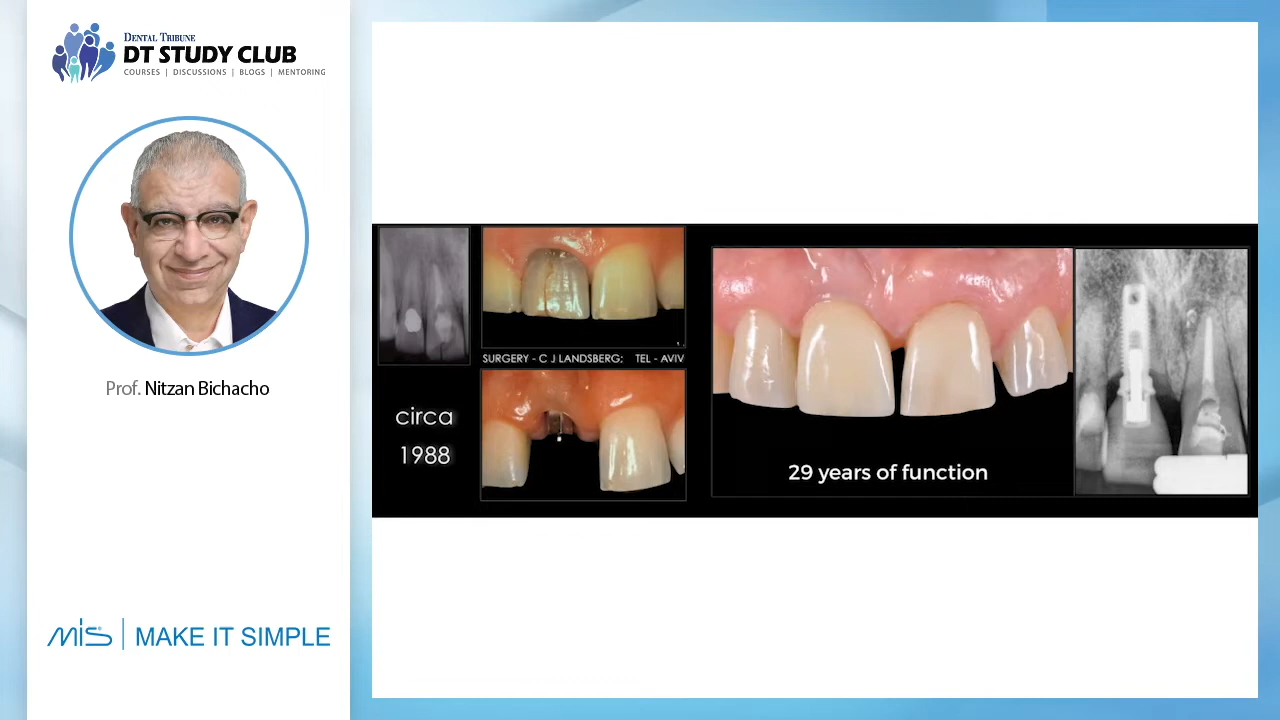 DENTAL TRIBUNE
DT STUDY CLUB
COURSES | DISCUSSIONS | BLOGS | MENTORING
Prof. Nitzan Bichacho
MIS® | MAKE IT SIMPLE
SURGERY - C J LANDSBERG: TEL - AVIV
circa
1988
29 years of function